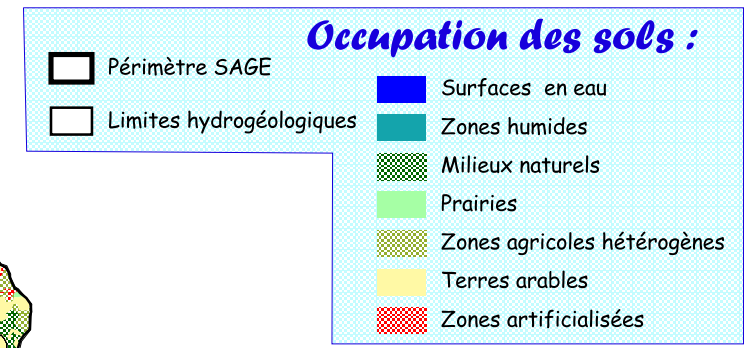 Occupation des sols :
Périmètre SAGE
Limites hydrogéologiques
Surfaces en eau
Zones humides
Milieux naturels
Prairies
Zones agricoles hétérogènes
Terres arables
Zones artificialisées